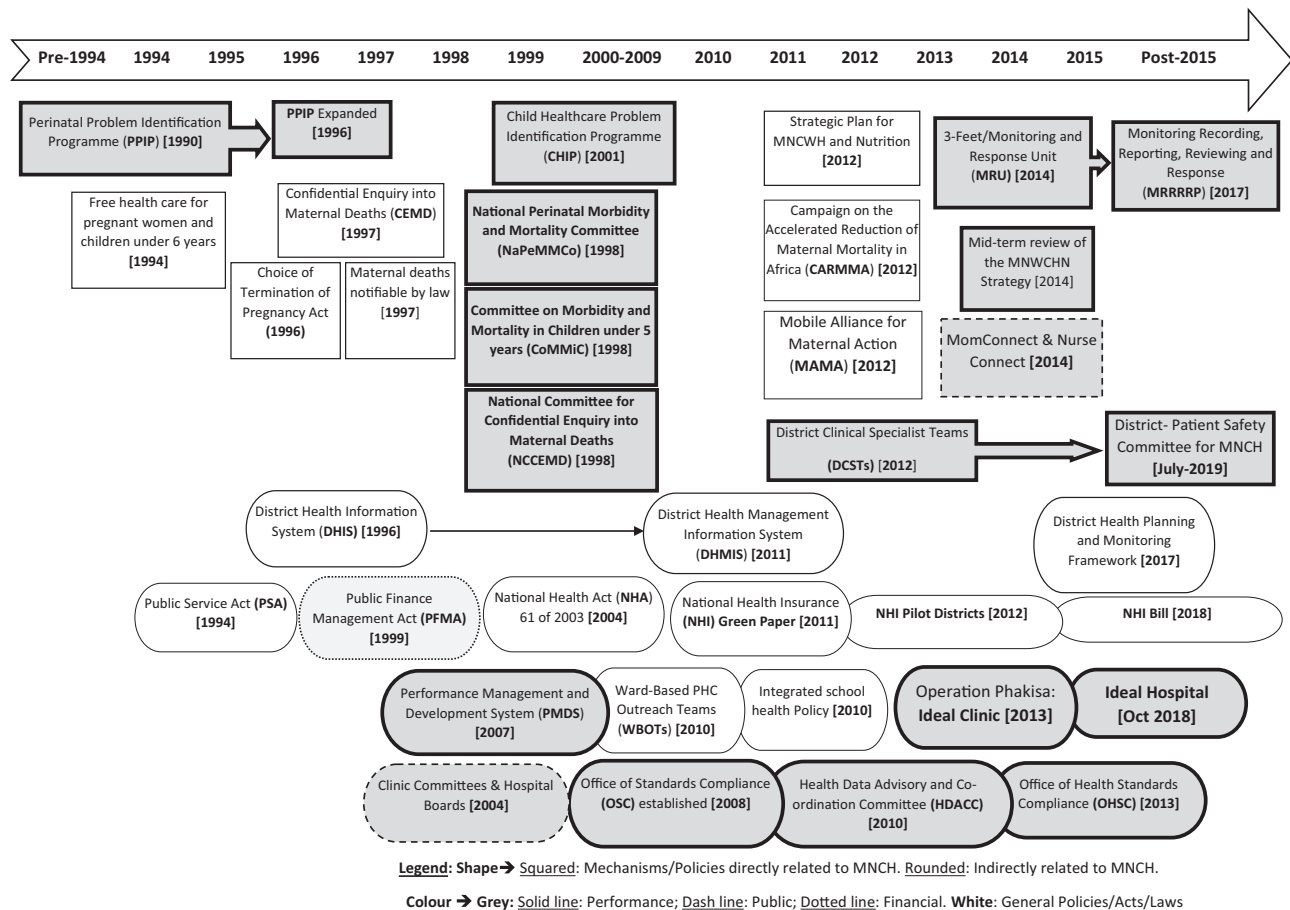 Pre-1994 1994 1995 1996 1997 1998 1999 2000-2009 2010 2011 2012 2013 2014 2015 Post-2015
Perinatal Problem Identification
Programme (PPIP) [1990]
PPIP Expanded
[1996]
Child Healthcare Problem
Identification Programme
(CHIP) [2001]
Strategic Plan for
MNCWH and Nutrition
[2012]
3-Feet/Monitoring and
Response Unit
(MRU) [2014]
Monitoring Recording,
Reporting, Reviewing and
Response
(MRRRRP) [2017]
Free health care for
pregnant women and
children under 6 years
[1994]
Confidential Enquiry into
Maternal Deaths (CEMD)
[1997]
National Perinatal Morbidity
and Mortality Committee
(NaPeMMCo) [1998]
Campaign on the
Accelerated Reduction of
Maternal Mortality in
Africa (CARMMA) [2012]
Mid-term review of
the MNWCHN
Strategy [2014]
Choice of
Termination of
Pregnancy Act
(1996)
Maternal deaths
notifiable by law
[1997]
Committee on Morbidity and
Mortality in Children under 5
years (CoMMiC) [1998]
Mobile Alliance for
Maternal Action
(MAMA) [2012]
MomConnect & Nurse
Connect [2014]
National Committee for
Confidential Enquiry into
Maternal Deaths
(NCCEMD) [1998]
District Clinical Specialist Teams
(DCSTs) [2012]
District- Patient Safety
Committee for MNCH
[July-2019]
District Health Information
System (DHIS) [1996]
District Health Management
Information System
(DHMIS) [2011]
District Health Planning
and Monitoring
Framework [2017]
Public Service Act (PSA)
[1994]
Public Finance
Management Act (PFMA)
[1999]
National Health Act (NHA)
61 of 2003 [2004]
National Health Insurance
(NHI) Green Paper [2011]
NHI Pilot Districts [2012]
NHI Bill [2018]
Performance Management and
Development System (PMDS)
[2007]
Ward-Based PHC
Outreach Teams
(WBOTs) [2010]
Integrated school
health Policy [2010]
Operation Phakisa:
Ideal Clinic [2013]
Ideal Hospital
[Oct 2018]
Clinic Committees & Hospital
Boards [2004]
Office of Standards Compliance
(OSC) established [2008]
Health Data Advisory and Co-
ordination Committee (HDACC)
[2010]
Office of Health Standards
Compliance (OHSC) [2013]
Legend: Shape➔ Squared: Mechanisms/Policies directly related to MNCH. Rounded: Indirectly related to MNCH.
Colour ➔ Grey: Solid line: Performance; Dash line: Public; Dotted line: Financial. White: General Policies/Acts/Laws